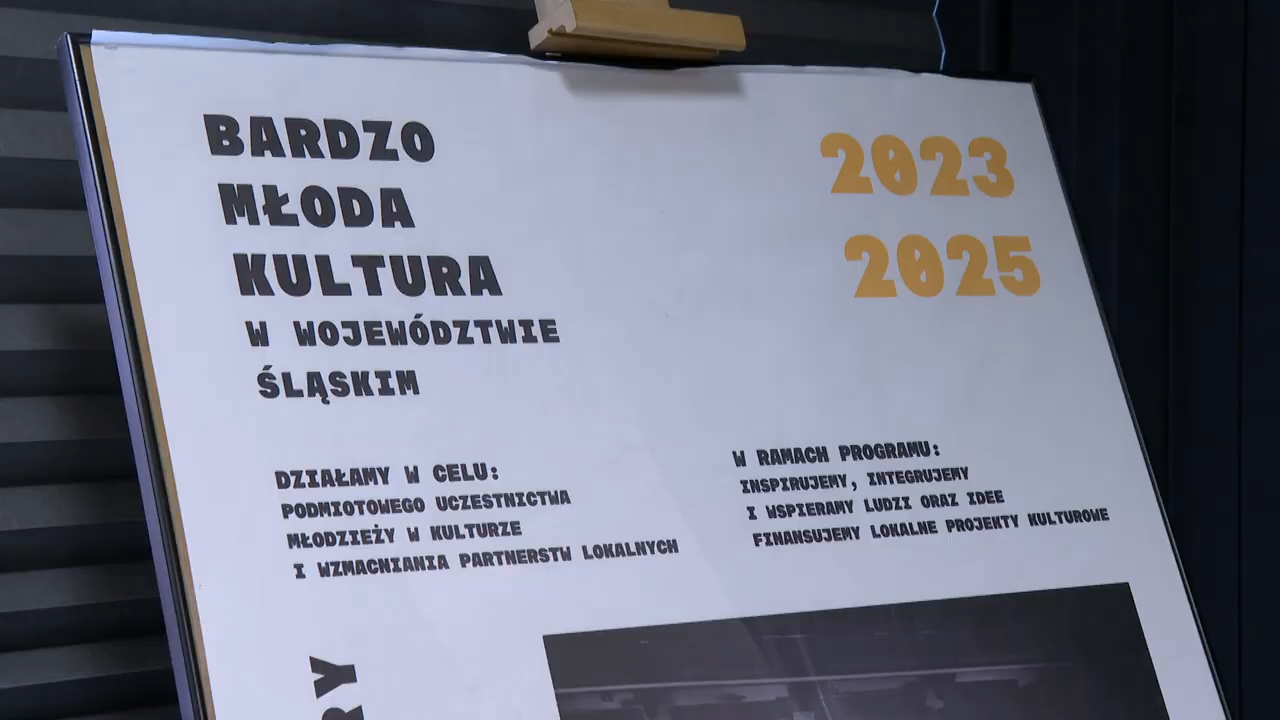 BARDZO
MŁODA
KULTURA
W WOJEWÓDZTWIE
ŚLĄSKIM
2023
2025
DZIAŁAMY W CELU:
PODMIOTOWEGO UCZESTNICTWA
MŁODZIEŻY W KULTURZE
I WZMACNIANIA PARTNERSTW LOKALNYCH
W RAMACH PROGRAMU:
INSPIRUJEMY, INTEGRUJEMY
I WSPIERAMY LUDZI ORAZ IDEE
FINANSUJEMY LOKALNE PROJEKTY KULTUROWE